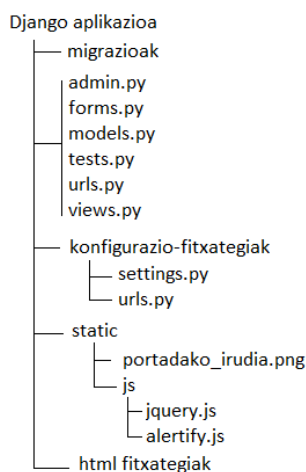 Django aplikazioa
migrazioak
admin.py
forms.py
models.py
tests.py
urls.py
views.py
konfigurazio-fitxategiak
settings.py
urls.py
static
portadako_irudia.png
js
jquery.js
alertify.js
html fitxategiak